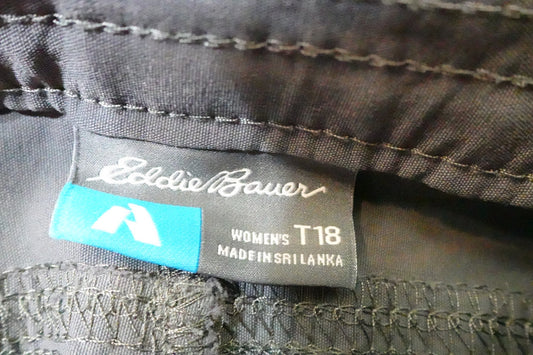 Eddie Bauer
WOMEN'S T18
MADE IN SRI LANKA